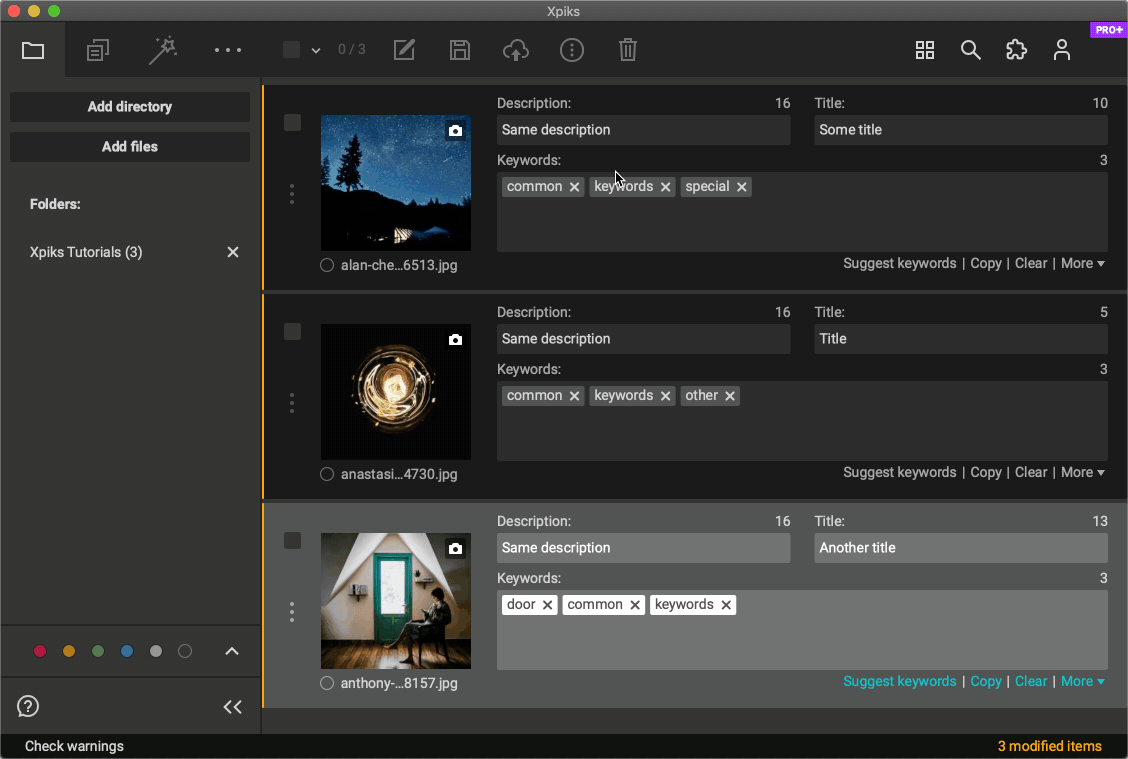 Xpiks
PRO+
0 / 3
Add directory
Add files
Folders:
Xpiks Tutorials (3)
Description: 16 Title: 10
Same description Some title
Keywords: 3
common keywords special
alan-che...6513.jpg
Suggest keywords | Copy | Clear | More
Description: 16 Title: 5
Same description Title
Keywords: 3
common keywords other
anastasi...4730.jpg
Suggest keywords | Copy | Clear | More
Description: 16 Title: 13
Same description Another title
Keywords: 3
door common keywords
anthony-...8157.jpg
Suggest keywords | Copy | Clear | More
Check warnings
3 modified items